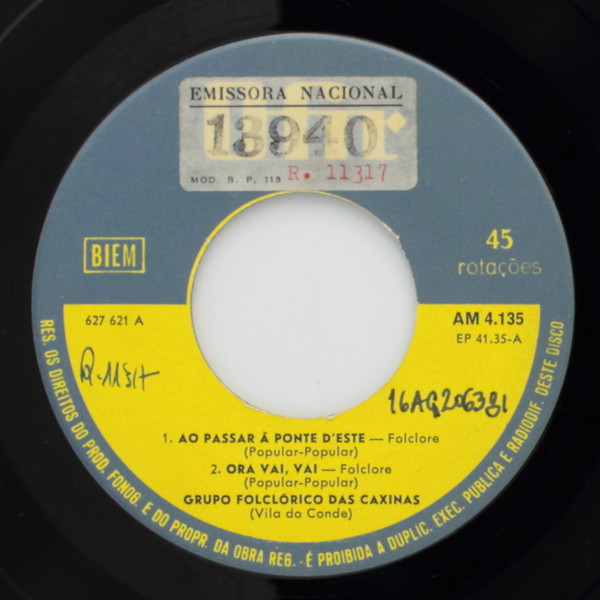 EMISSORA NACIONAL
13940
MOD. S. P. 113 R. 11317
BIEM
45
rotações
627 621 A
AM 4.135
EP 41.35-A
1. AO PASSAR À PONTE D'ESTE — Folclore
(Popular-Popular)
2. ORA VAI, VAI — Folclore
(Popular-Popular)
GRUPO FOLCLÓRICO DAS CAXINAS
(Vila do Conde)
RES. OS DIREITOS DO PROD. FONOG. E DO PROPR. DA OBRA REG. - É PROIBIDA A DUPLIC. EXEC. PUBLICA E RADIODIF. DESTE DISCO